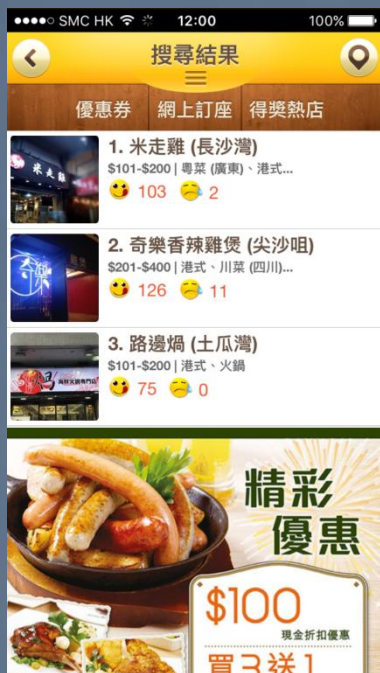 SMC HK 12:00 100%
搜尋結果
優惠券 網上訂座 得獎熱店
1. 米走雞 (長沙灣)
$101-$200 | 粵菜 (廣東)、港式...
103 2
米走雞
2. 奇樂香辣雞煲 (尖沙咀)
$201-$400 | 港式、川菜 (四川)...
126 11
3. 路邊煱 (土瓜灣)
$101-$200 | 港式、火鍋
75 0
精彩
優惠
$100
現金折扣優惠
買3送1